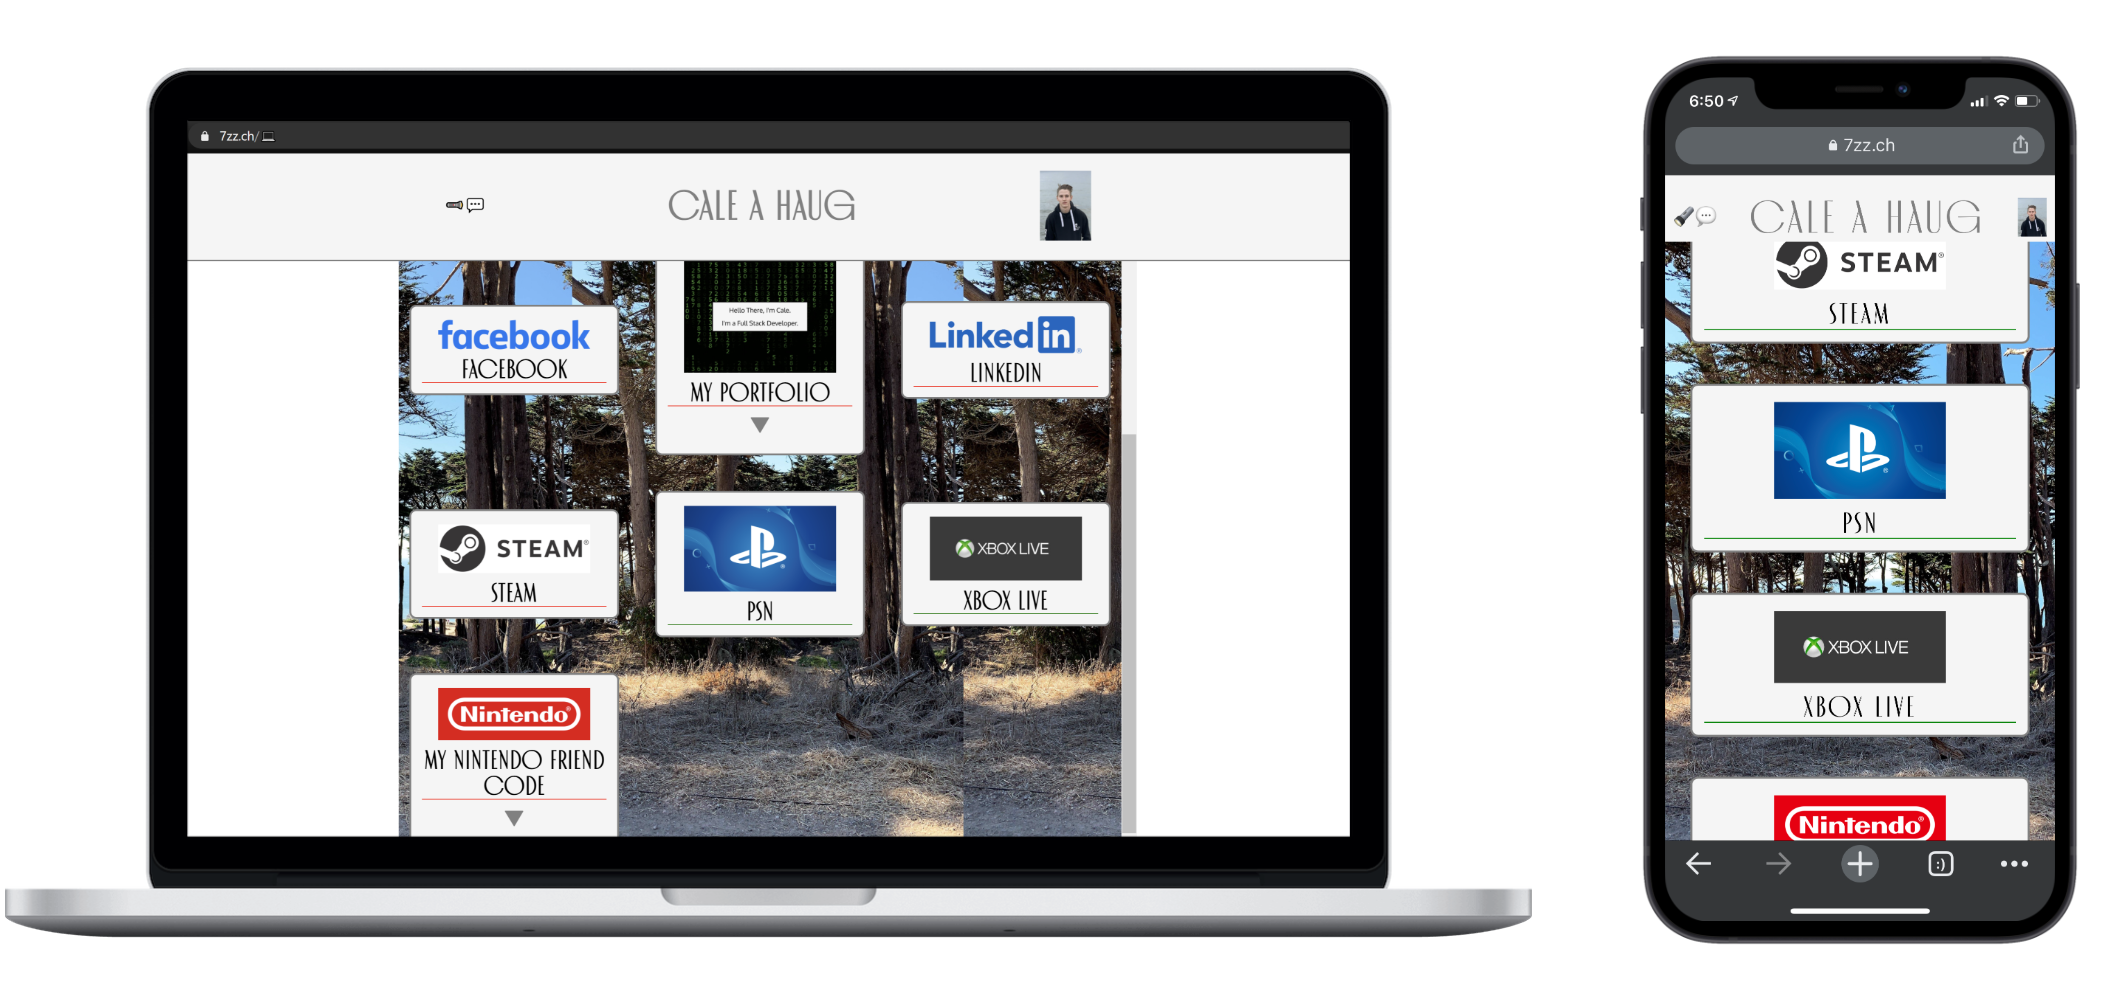 7zz.ch/💻
CALE A HAUG
Hello There, I'm Cale.
I'm a Full Stack Developer.
facebook
FACEBOOK
MY PORTFOLIO
LinkedIn
LINKEDIN
STEAM®
STEAM
PSN
XBOX LIVE
XBOX LIVE
Nintendo®
MY NINTENDO FRIEND
CODE
6:50
7zz.ch
CALE A HAUG
STEAM®
STEAM
PSN
XBOX LIVE
XBOX LIVE
Nintendo®
:)